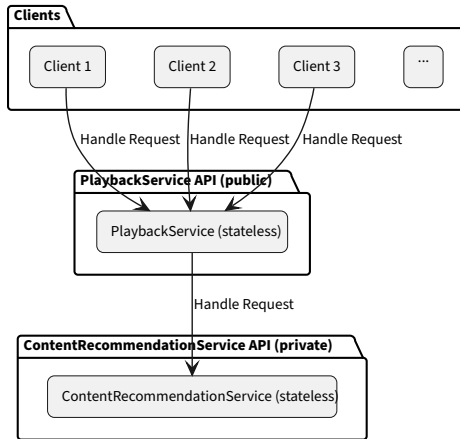 Clients
Client 1
Client 2
Client 3
...
Handle Request
Handle Request
Handle Request
PlaybackService API (public)
PlaybackService (stateless)
Handle Request
ContentRecommendationService API (private)
ContentRecommendationService (stateless)